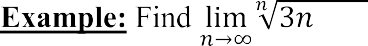 Example: Find lim n→∞ ⁿ√3n